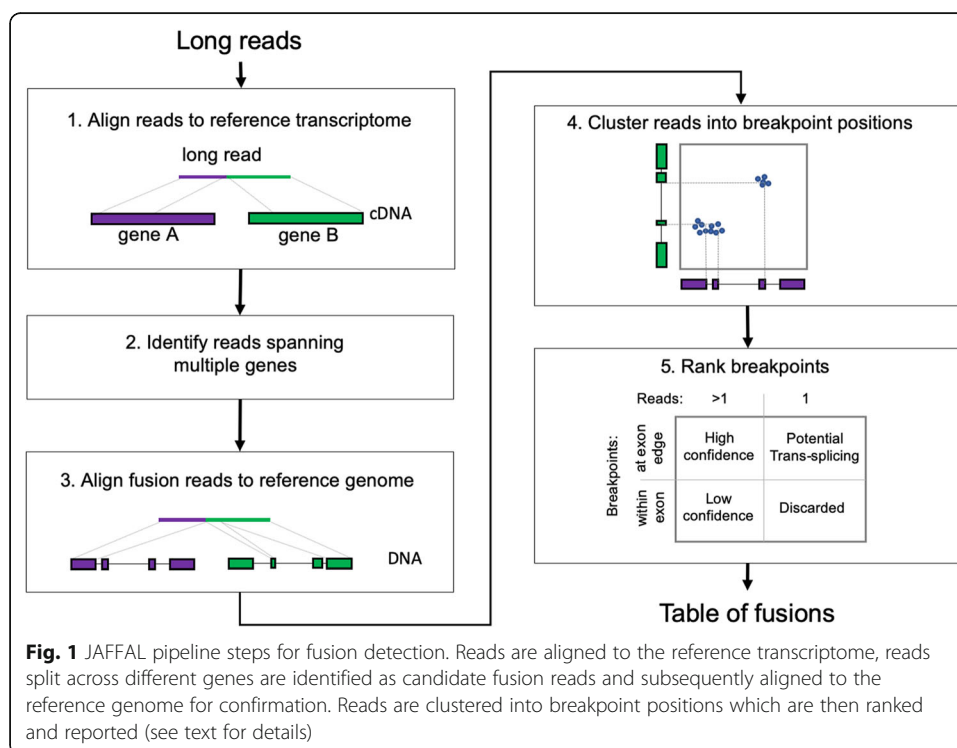 Long reads
1. Align reads to reference transcriptome
long read
cDNA
gene A
gene B
2. Identify reads spanning
multiple genes
3. Align fusion reads to reference genome
DNA
4. Cluster reads into breakpoint positions
5. Rank breakpoints
Reads: >1 1
Breakpoints:
at exon
edge
High
confidence
Potential
Trans-splicing
within
exon
Low
confidence
Discarded
Table of fusions
Fig. 1 JAFFAL pipeline steps for fusion detection. Reads are aligned to the reference transcriptome, reads
split across different genes are identified as candidate fusion reads and subsequently aligned to the
reference genome for confirmation. Reads are clustered into breakpoint positions which are then ranked
and reported (see text for details)